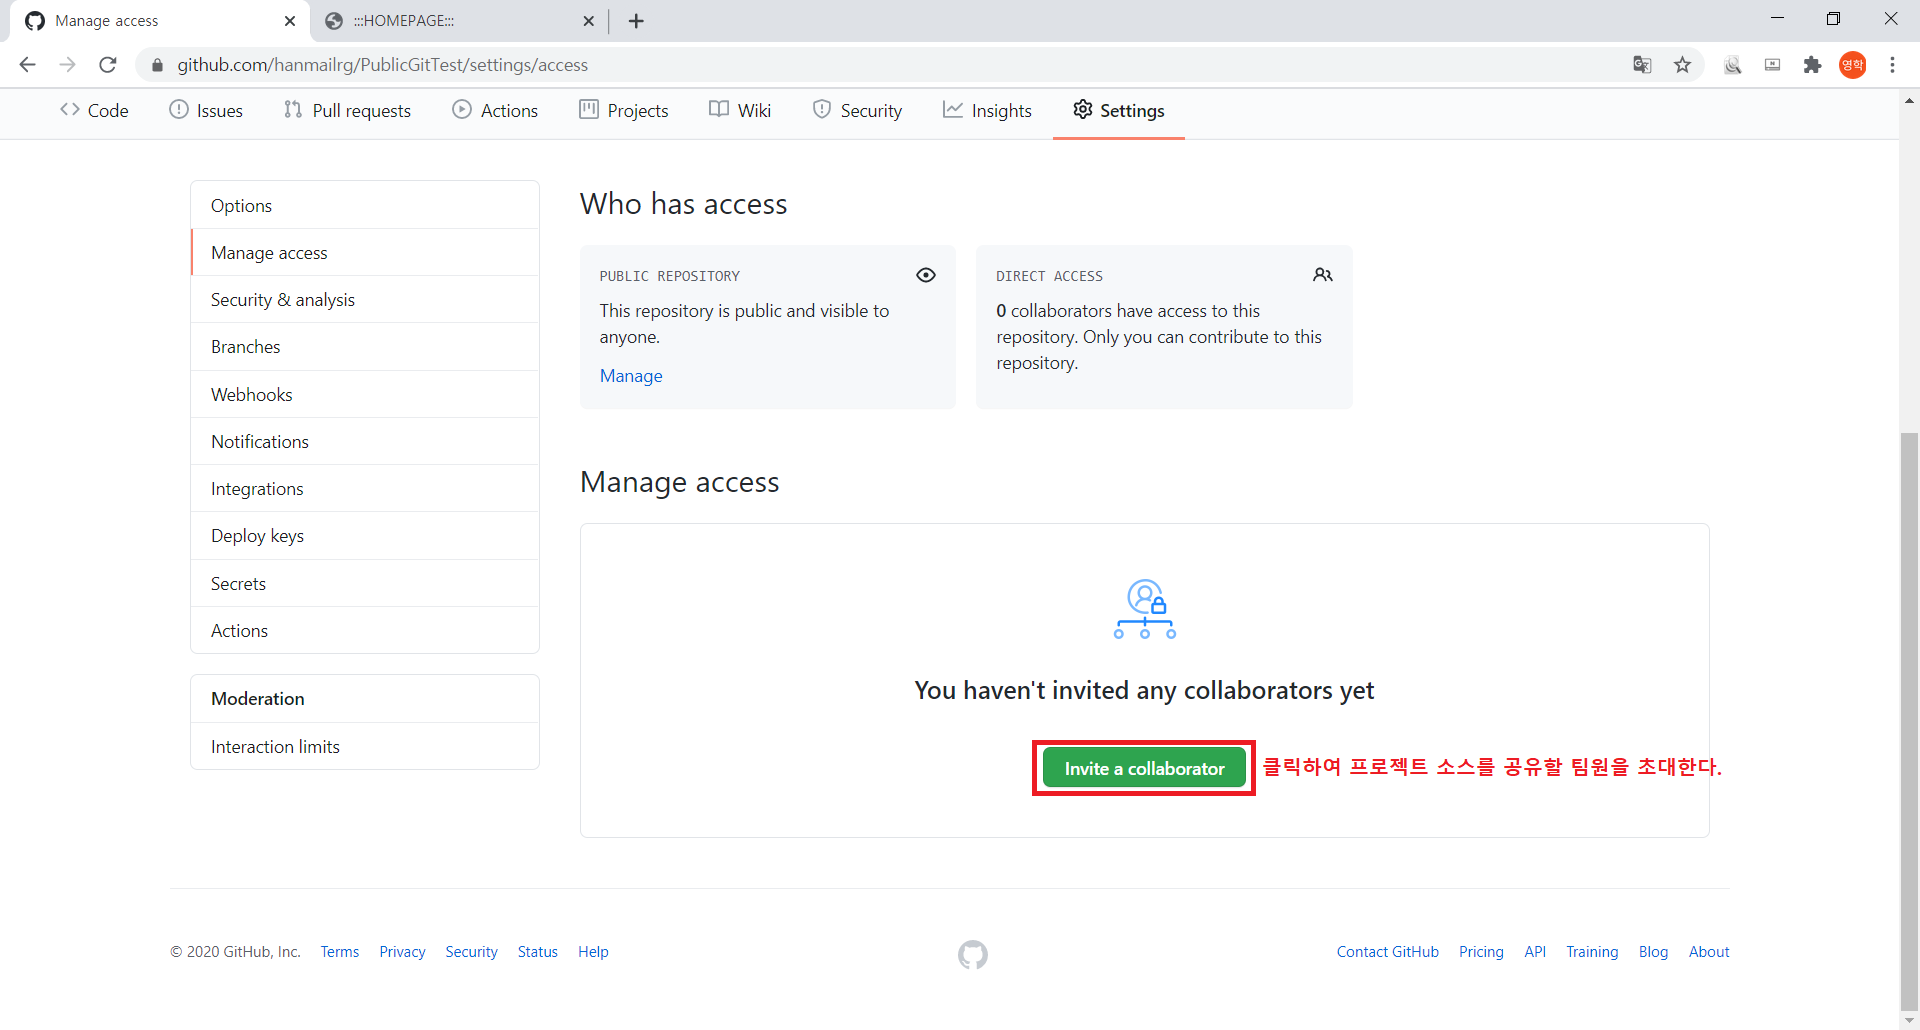 Manage access
:::HOMEPAGE:::
github.com/hanmailrg/PublicGitTest/settings/access
영학
Code Issues Pull requests Actions Projects Wiki Security Insights Settings
Options
Manage access
Security & analysis
Branches
Webhooks
Notifications
Integrations
Deploy keys
Secrets
Actions
Moderation
Interaction limits
Who has access
PUBLIC REPOSITORY
This repository is public and visible to
anyone.
Manage
DIRECT ACCESS
0 collaborators have access to this
repository. Only you can contribute to this
repository.
Manage access
You haven't invited any collaborators yet
Invite a collaborator
클릭하여 프로젝트 소스를 공유할 팀원을 초대한다.
© 2020 GitHub, Inc. Terms Privacy Security Status Help
Contact GitHub Pricing API Training Blog About